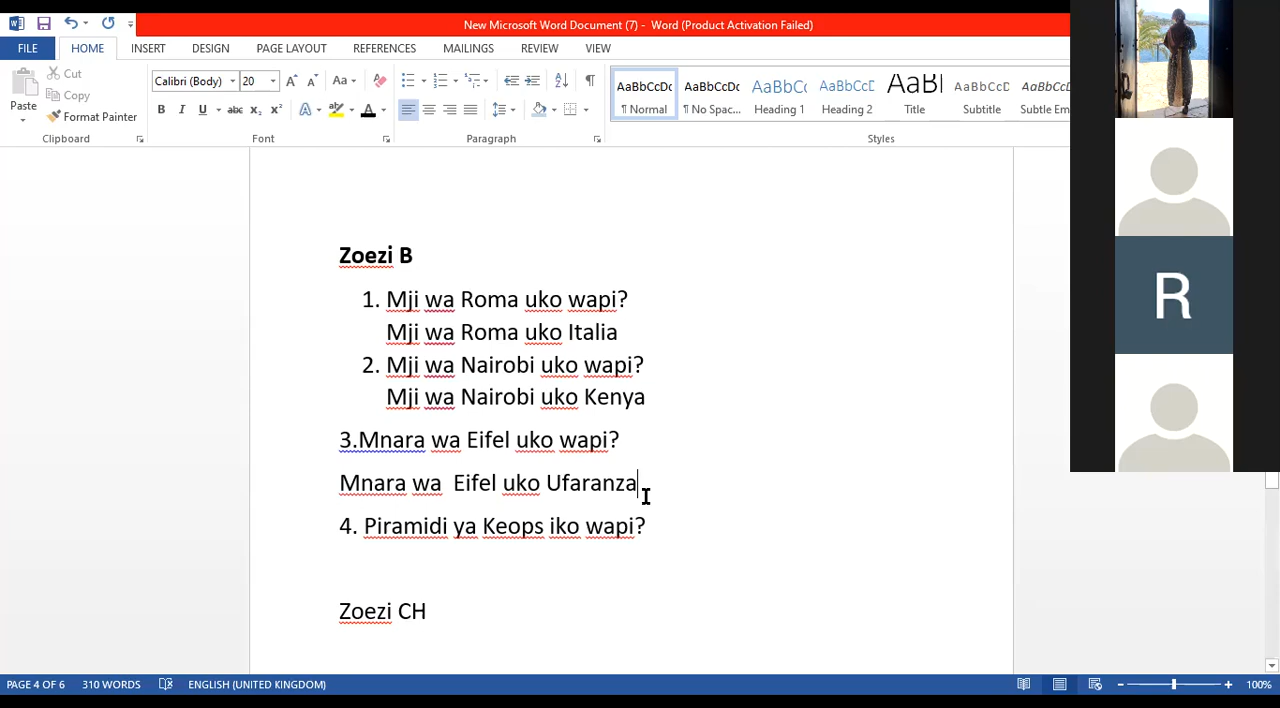 New Microsoft Word Document (7) - Word (Product Activation Failed)
FILE HOME INSERT DESIGN PAGE LAYOUT REFERENCES MAILINGS REVIEW VIEW
Paste
Cut
Copy
Format Painter
Clipboard
Calibri (Body) 20
Font
Paragraph
AaBbCcDc AaBbCcDc AaBbCc AaBbCcD AaBl AaBbCcD AaBbCcDc
¶ Normal ¶ No Spac... Heading 1 Heading 2 Title Subtitle Subtle Em
Styles
Zoezi B
1. Mji wa Roma uko wapi?
Mji wa Roma uko Italia
2. Mji wa Nairobi uko wapi?
Mji wa Nairobi uko Kenya
3.Mnara wa Eifel uko wapi?
Mnara wa Eifel uko Ufaranza
4. Piramidi ya Keops iko wapi?
Zoezi CH
R
PAGE 4 OF 6 310 WORDS ENGLISH (UNITED KINGDOM) 100%